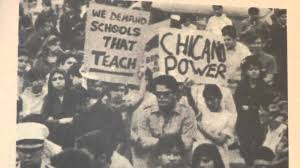 WE DEMAND
SCHOOLS
THAT
TEACH
CHICANO
POWER